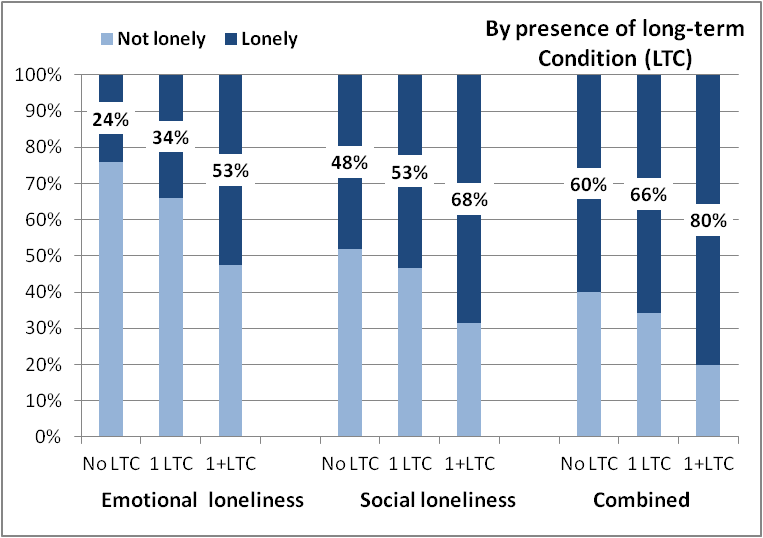 By presence of long-term
Condition (LTC)
Not lonely Lonely
100%
90%
80%
70%
60%
50%
40%
30%
20%
10%
0%
24% 34% 53% 48% 53% 68% 60% 66% 80%
No LTC 1 LTC 1+LTC No LTC 1 LTC 1+LTC No LTC 1 LTC 1+LTC
Emotional loneliness Social loneliness Combined